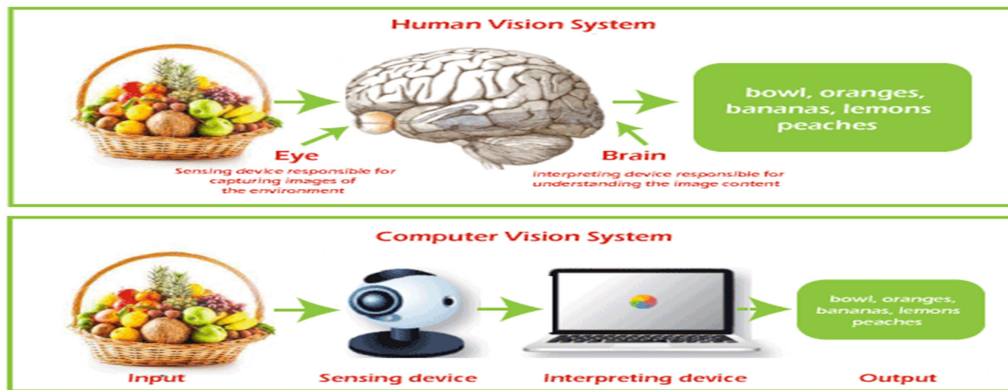 Human Vision System
bowl, oranges,
bananas, lemons
peaches
Eye
Sensing device responsible for
capturing images of
the environment
Brain
interpreting device responsible for
understanding the image content
Computer Vision System
bowl, oranges,
bananas, lemons
peaches
Input
Sensing device
Interpreting device
Output